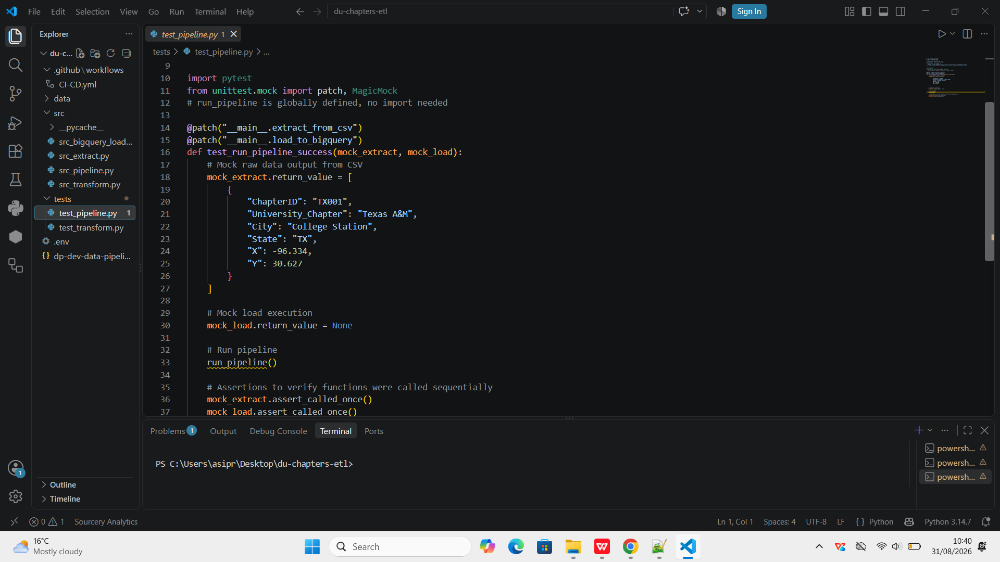 File Edit Selection View Go Run Terminal Help
du-chapters-etl
Sign In
Explorer
du-c...
.github\workflows
CI-CD.yml
data
src
__pycache__
src_bigquery_load...
src_extract.py
src_pipeline.py
src_transform.py
tests
test_pipeline.py 1
test_transform.py
.env
dp-dev-data-pipeli...
Outline
Timeline
test_pipeline.py 1
tests > test_pipeline.py > ...
9
10 import pytest
11 from unittest.mock import patch, MagicMock
12 # run_pipeline is globally defined, no import needed
13
14 @patch("__main__.extract_from_csv")
15 @patch("__main__.load_to_bigquery")
16 def test_run_pipeline_success(mock_extract, mock_load):
17 # Mock raw data output from CSV
18 mock_extract.return_value = [
19 {
20 "ChapterID": "TX001",
21 "University_Chapter": "Texas A&M",
22 "City": "College Station",
23 "State": "TX",
24 "X": -96.334,
25 "Y": 30.627
26 }
27 ]
28
29 # Mock load execution
30 mock_load.return_value = None
31
32 # Run pipeline
33 run_pipeline()
34
35 # Assertions to verify functions were called sequentially
36 mock_extract.assert_called_once()
37 mock_load.assert_called_once()
Problems 1 Output Debug Console Terminal Ports
PS C:\Users\asipr\Desktop\du-chapters-etl>
powersh...
powersh...
powersh...
1
0 1 Sourcery Analytics
Ln 1, Col 1 Spaces: 4 UTF-8 LF { } Python Python 3.14.7
16°C
Mostly cloudy
Search
10:40
31/08/2026